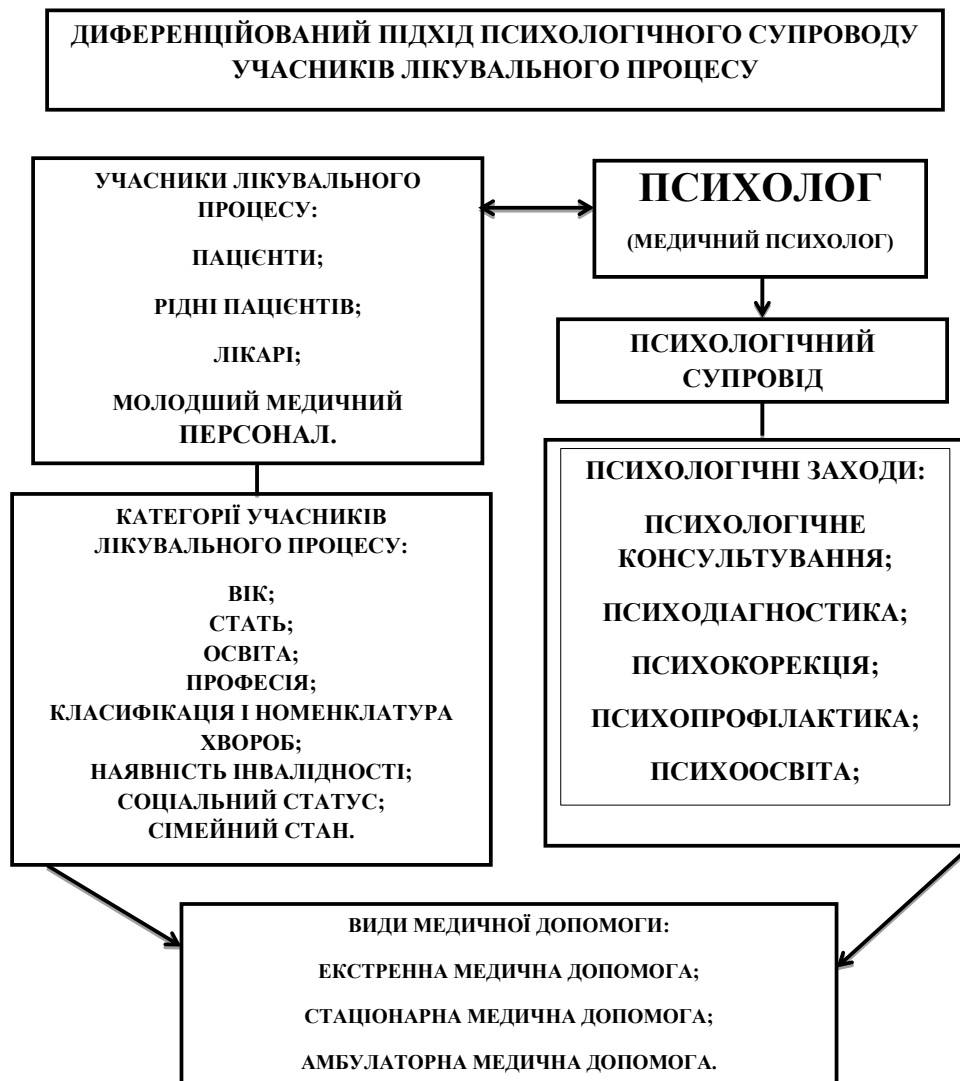 ДИФЕРЕНЦІЙОВАНИЙ ПІДХІД ПСИХОЛОГІЧНОГО СУПРОВОДУ
УЧАСНИКІВ ЛІКУВАЛЬНОГО ПРОЦЕСУ
УЧАСНИКИ ЛІКУВАЛЬНОГО
ПРОЦЕСУ:
ПАЦІЄНТИ;
РІДНІ ПАЦІЄНТІВ;
ЛІКАРІ;
МОЛОДШИЙ МЕДИЧНИЙ
ПЕРСОНАЛ.
ПСИХОЛОГ
(МЕДИЧНИЙ ПСИХОЛОГ)
ПСИХОЛОГІЧНИЙ
СУПРОВІД
КАТЕГОРІЇ УЧАСНИКІВ
ЛІКУВАЛЬНОГО ПРОЦЕСУ:
ВІК;
СТАТЬ;
ОСВІТА;
ПРОФЕСІЯ;
КЛАСИФІКАЦІЯ І НОМЕНКЛАТУРА
ХВОРОБ;
НАЯВНІСТЬ ІНВАЛІДНОСТІ;
СОЦІАЛЬНИЙ СТАТУС;
СІМЕЙНИЙ СТАН.
ПСИХОЛОГІЧНІ ЗАХОДИ:
ПСИХОЛОГІЧНЕ
КОНСУЛЬТУВАННЯ;
ПСИХОДІАГНОСТИКА;
ПСИХОКОРЕКЦІЯ;
ПСИХОПРОФІЛАКТИКА;
ПСИХООСВІТА;
ВИДИ МЕДИЧНОЇ ДОПОМОГИ:
ЕКСТРЕННА МЕДИЧНА ДОПОМОГА;
СТАЦІОНАРНА МЕДИЧНА ДОПОМОГА;
АМБУЛАТОРНА МЕДИЧНА ДОПОМОГА.